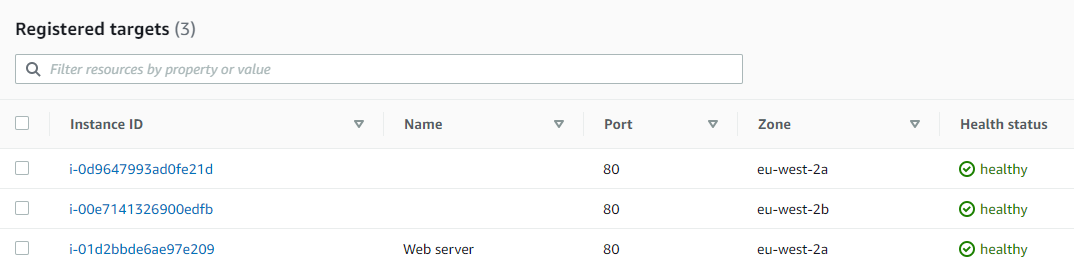 Registered targets (3)
Filter resources by property or value
Instance ID Name Port Zone Health status
i-0d9647993ad0fe21d 80 eu-west-2a healthy
i-00e7141326900edfb 80 eu-west-2b healthy
i-01d2bbde6ae97e209 Web server 80 eu-west-2a healthy